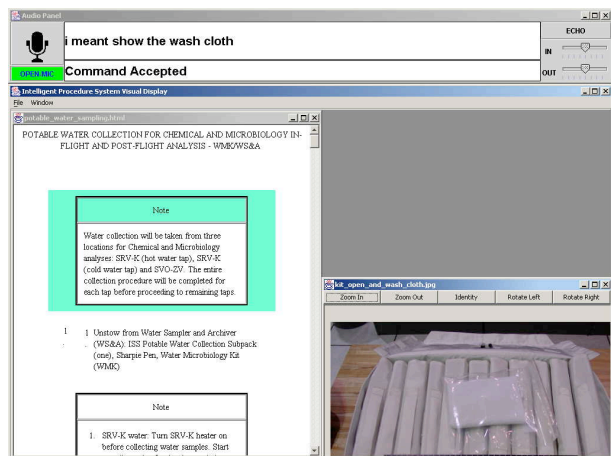 Audio Panel
ECHO
i meant show the wash cloth
IN
OPEN MIC
Command Accepted
OUT
Intelligent Procedure System Visual Display
File Window
potable_water_sampling.html
POTABLE WATER COLLECTION FOR CHEMICAL AND MICROBIOLOGY IN-
FLIGHT AND POST-FLIGHT ANALYSIS - WMK/WS&A
Note
Water collection will be taken from three
locations for Chemical and Microbiology
analyses: SRV-K (hot water tap), SRV-K
(cold water tap) and SVO-ZV. The entire
collection procedure will be completed for
each tap before proceeding to remaining taps.
1 1 Unstow from Water Sampler and Archiver
. . (WS&A): ISS Potable Water Collection Subpack
(one), Sharpie Pen, Water Microbiology Kit
(WMK)
Note
1. SRV-K water: Turn SRV-K heater on
before collecting water samples. Start
kit_open_and_wash_cloth.jpg
Zoom In Zoom Out Identity Rotate Left Rotate Right